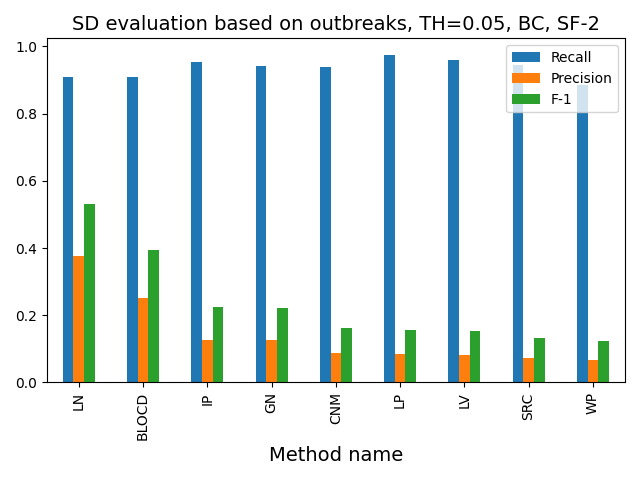 SD evaluation based on outbreaks, TH=0.05, BC, SF-2
1.0
0.8
0.6
0.4
0.2
0.0
Recall
Precision
F-1
LN
BLOCD
IP
GN
CNM
LP
LV
SRC
WP
Method name